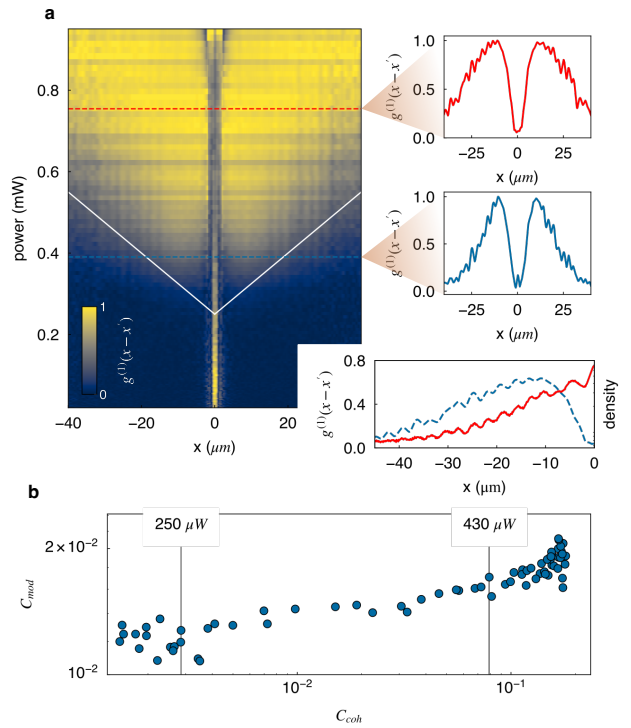 a
power (mW)
0.8
0.6
0.4
0.2
1
0
g⁽¹⁾(x − x′)
−40
−20
0
20
x (μm)
g⁽¹⁾(x − x′)
1.0
0.5
0.0
−25
0
25
x (μm)
g⁽¹⁾(x − x′)
1.0
0.5
0.0
−25
0
25
x (μm)
g⁽¹⁾(x − x′)
0.8
0.4
0.0
density
−40
−30
−20
−10
0
x (μm)
b
250 μW
430 μW
C_mod
2 × 10⁻²
10⁻²
10⁻²
10⁻¹
C_coh